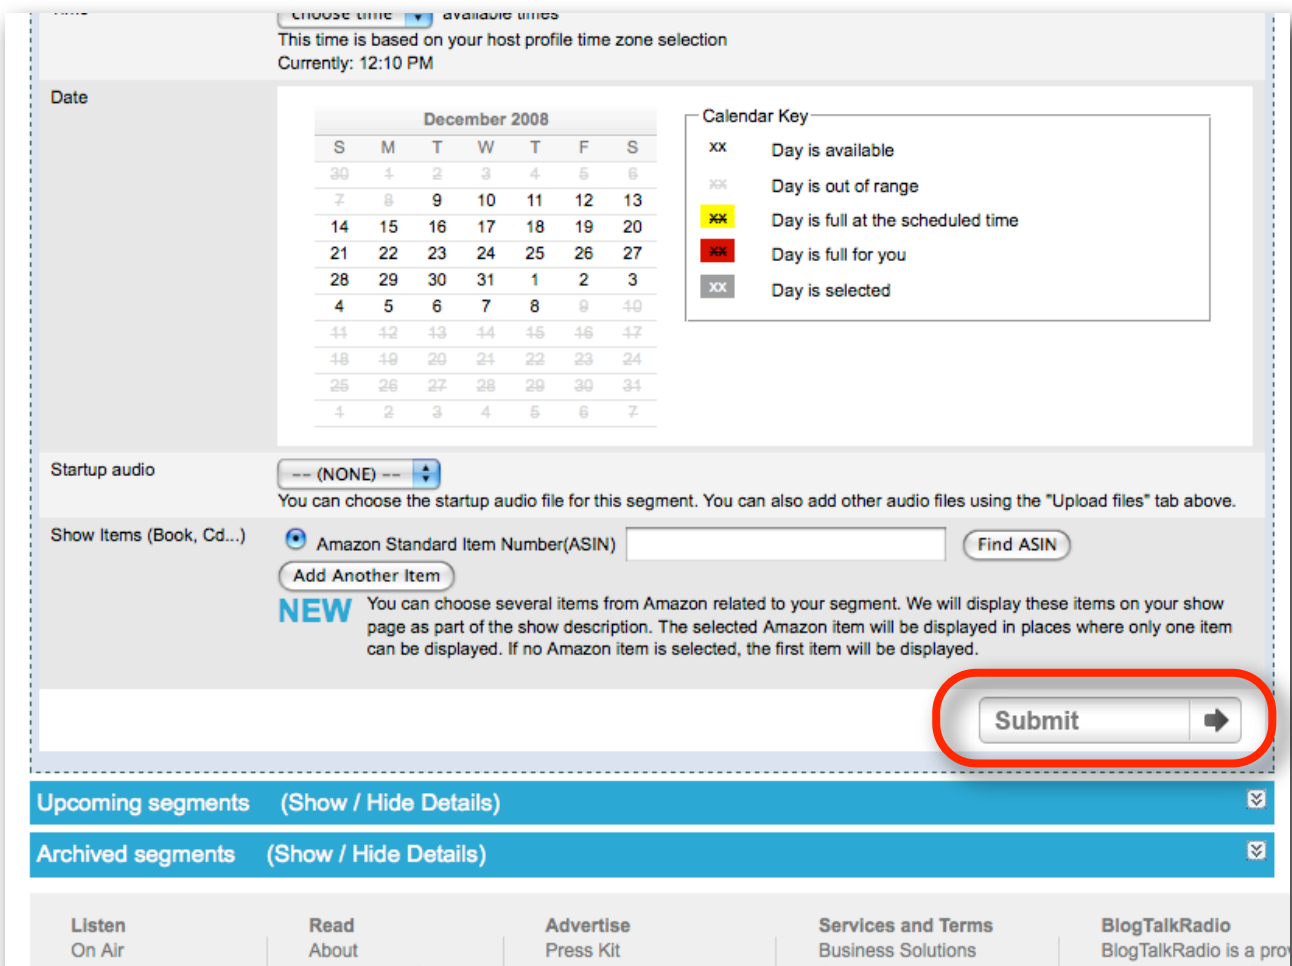 Time choose time available times
This time is based on your host profile time zone selection
Currently: 12:10 PM
Date
December 2008
S M T W T F S
30 1 2 3 4 5 6
7 8 9 10 11 12 13
14 15 16 17 18 19 20
21 22 23 24 25 26 27
28 29 30 31 1 2 3
4 5 6 7 8 9 10
11 12 13 14 15 16 17
18 19 20 21 22 23 24
25 26 27 28 29 30 31
1 2 3 4 5 6 7
Calendar Key
xx Day is available
xx Day is out of range
xx Day is full at the scheduled time
xx Day is full for you
xx Day is selected
Startup audio
-- (NONE) --
You can choose the startup audio file for this segment. You can also add other audio files using the "Upload files" tab above.
Show Items (Book, Cd...) Amazon Standard Item Number(ASIN) Find ASIN
Add Another Item
NEW You can choose several items from Amazon related to your segment. We will display these items on your show
page as part of the show description. The selected Amazon item will be displayed in places where only one item
can be displayed. If no Amazon item is selected, the first item will be displayed.
Submit
Upcoming segments (Show / Hide Details)
Archived segments (Show / Hide Details)
Listen Read Advertise Services and Terms BlogTalkRadio
On Air About Press Kit Business Solutions BlogTalkRadio is a pro